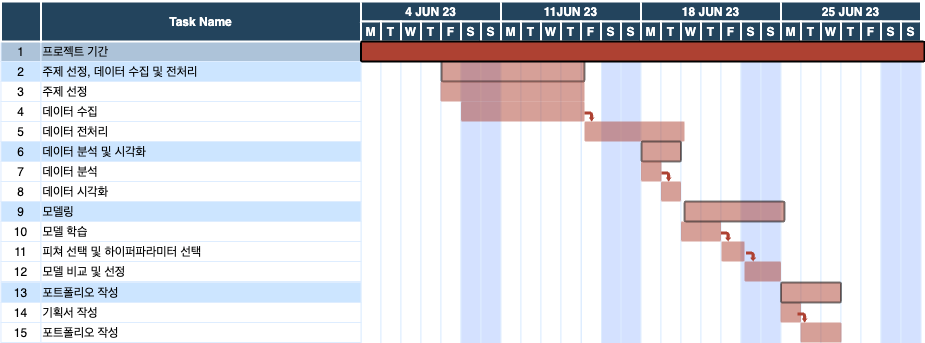 Task Name
4 JUN 23 11JUN 23 18 JUN 23 25 JUN 23
M T W T F S S M T W T F S S M T W T F S S M T W T F S S
1 프로젝트 기간
2 주제 선정, 데이터 수집 및 전처리
3 주제 선정
4 데이터 수집
5 데이터 전처리
6 데이터 분석 및 시각화
7 데이터 분석
8 데이터 시각화
9 모델링
10 모델 학습
11 피쳐 선택 및 하이퍼파라미터 선택
12 모델 비교 및 선정
13 포트폴리오 작성
14 기획서 작성
15 포트폴리오 작성